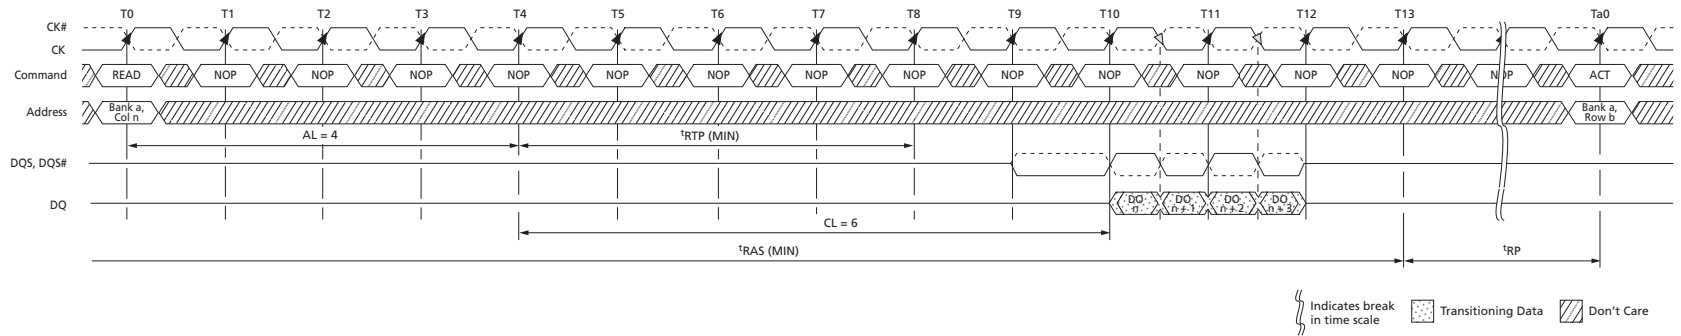 T0 T1 T2 T3 T4 T5 T6 T7 T8 T9 T10 T11 T12 T13 Ta0
CK#
CK
Command READ NOP NOP NOP NOP NOP NOP NOP NOP NOP NOP NOP NOP NOP NOP ACT
Address Bank a, Col n Bank a, Row b
AL = 4 tRTP (MIN)
DQS, DQS#
DQ DO n DO n + 1 DO n + 2 DO n + 3
CL = 6
tRAS (MIN) tRP
Indicates break in time scale Transitioning Data Don't Care